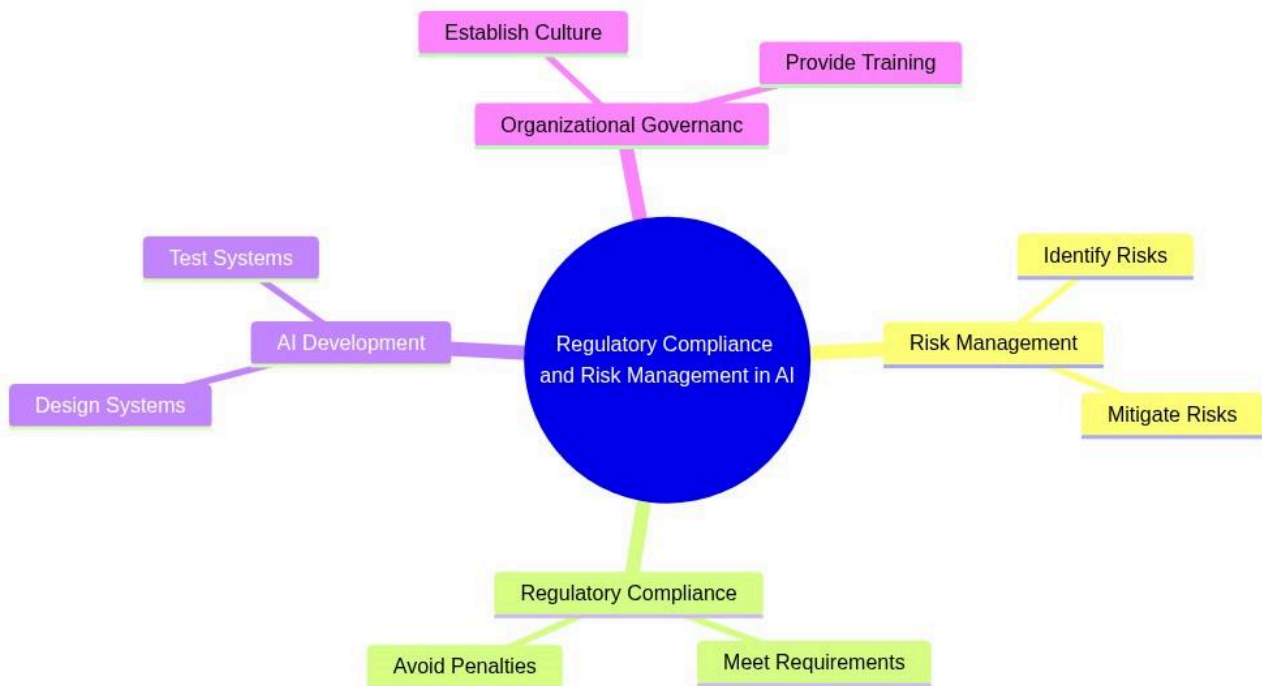 Establish Culture
Provide Training
Organizational Governanc
Test Systems
Identify Risks
AI Development
Regulatory Compliance
and Risk Management in AI
Risk Management
Design Systems
Mitigate Risks
Regulatory Compliance
Avoid Penalties
Meet Requirements